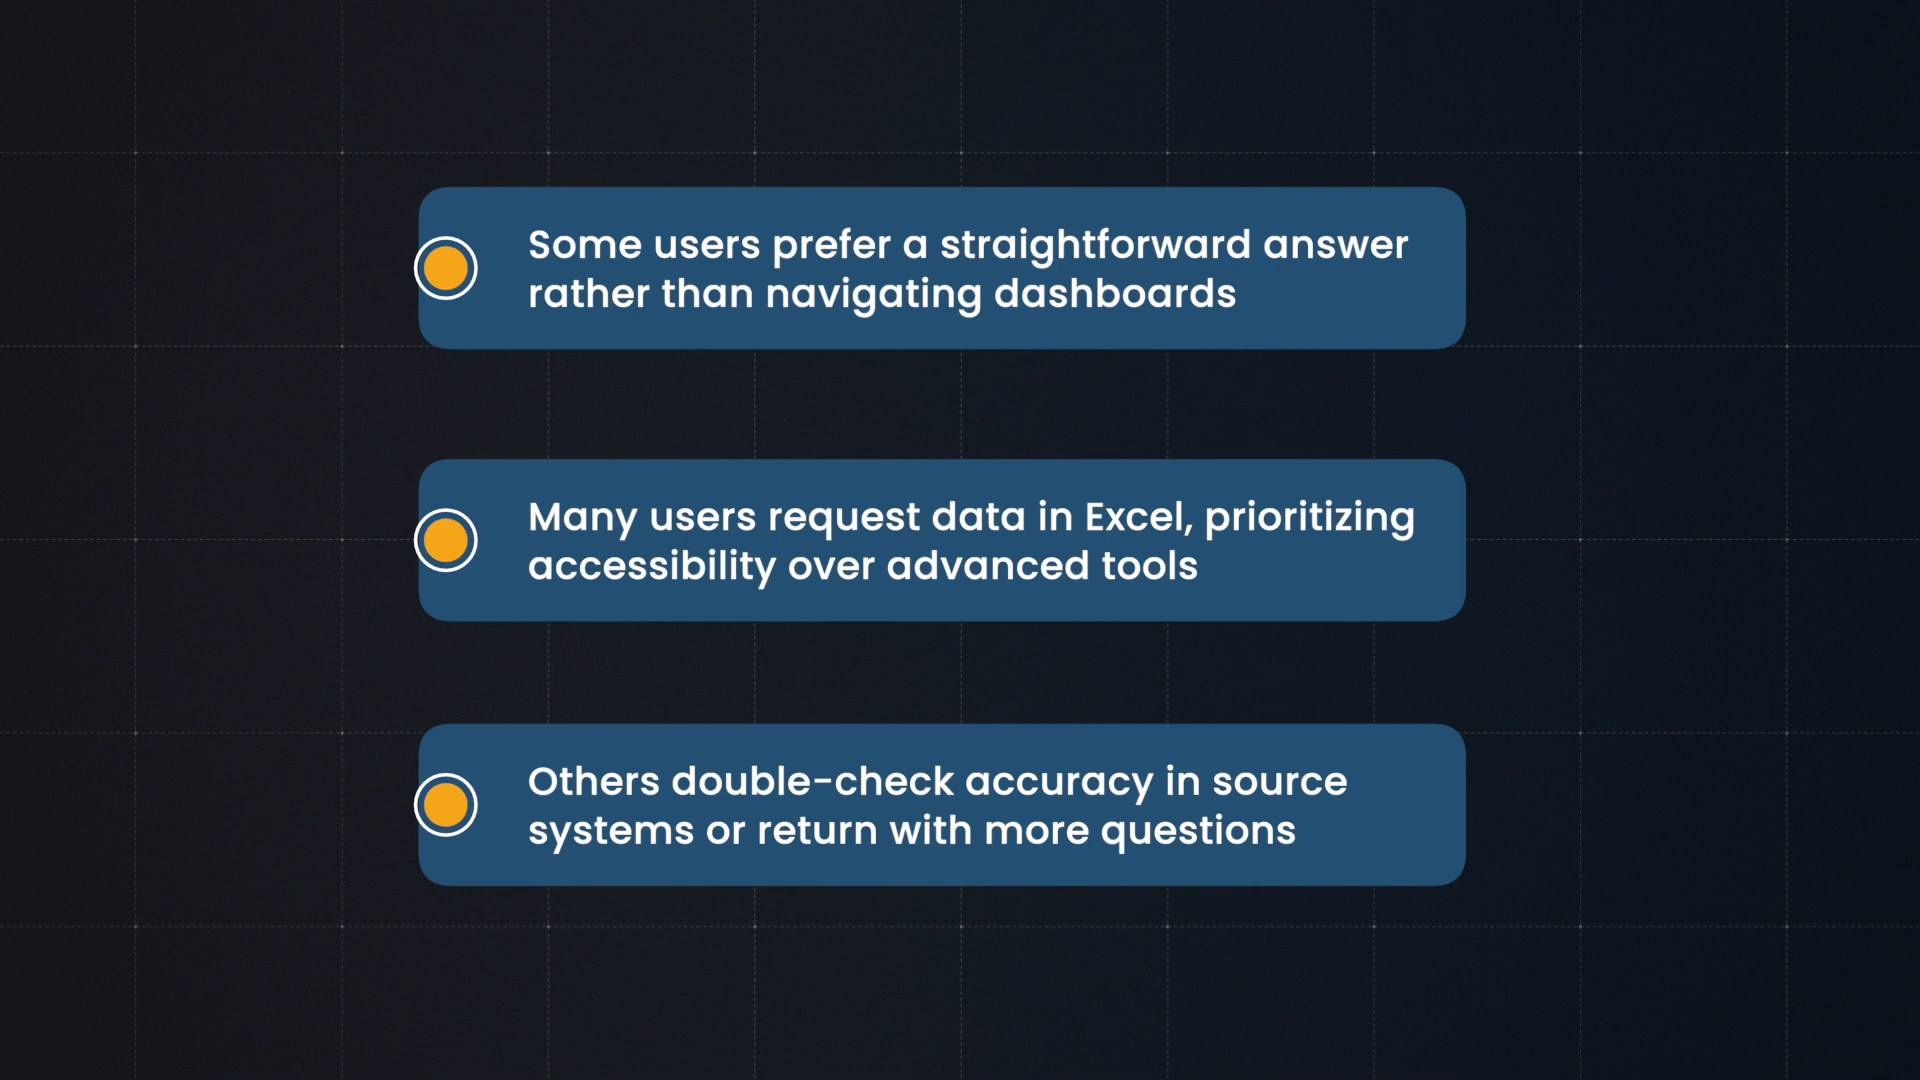 Some users prefer a straightforward answer
rather than navigating dashboards
Many users request data in Excel, prioritizing
accessibility over advanced tools
Others double-check accuracy in source
systems or return with more questions